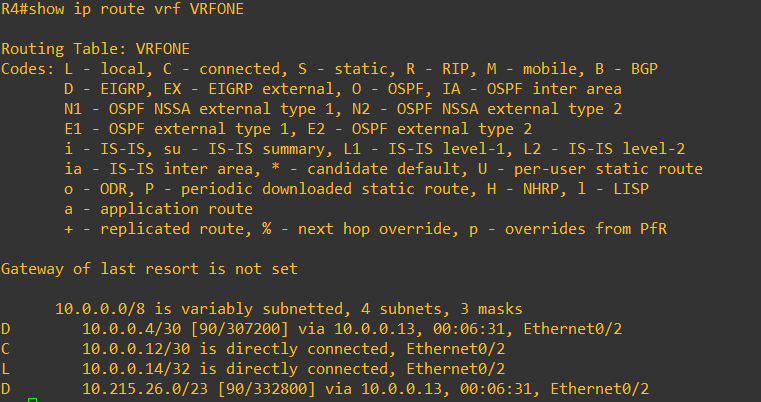 R4#show ip route vrf VRFONE

Routing Table: VRFONE
Codes: L - local, C - connected, S - static, R - RIP, M - mobile, B - BGP
       D - EIGRP, EX - EIGRP external, O - OSPF, IA - OSPF inter area
       N1 - OSPF NSSA external type 1, N2 - OSPF NSSA external type 2
       E1 - OSPF external type 1, E2 - OSPF external type 2
       i - IS-IS, su - IS-IS summary, L1 - IS-IS level-1, L2 - IS-IS level-2
       ia - IS-IS inter area, * - candidate default, U - per-user static route
       o - ODR, P - periodic downloaded static route, H - NHRP, l - LISP
       a - application route
       + - replicated route, % - next hop override, p - overrides from PfR

Gateway of last resort is not set

      10.0.0.0/8 is variably subnetted, 4 subnets, 3 masks
D        10.0.0.4/30 [90/307200] via 10.0.0.13, 00:06:31, Ethernet0/2
C        10.0.0.12/30 is directly connected, Ethernet0/2
L        10.0.0.14/32 is directly connected, Ethernet0/2
D        10.215.26.0/23 [90/332800] via 10.0.0.13, 00:06:31, Ethernet0/2